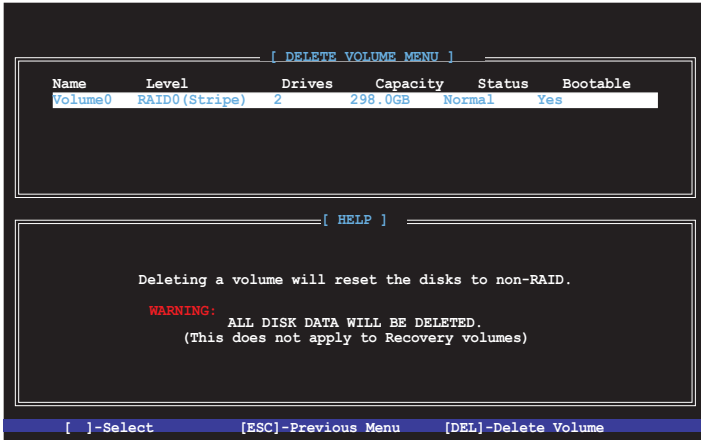 [ DELETE VOLUME MENU ]
Name Level Drives Capacity Status Bootable
Volume0 RAID0(Stripe) 2 298.0GB Normal Yes
[ HELP ]
Deleting a volume will reset the disks to non-RAID.
WARNING:
ALL DISK DATA WILL BE DELETED.
(This does not apply to Recovery volumes)
[ ]-Select [ESC]-Previous Menu [DEL]-Delete Volume